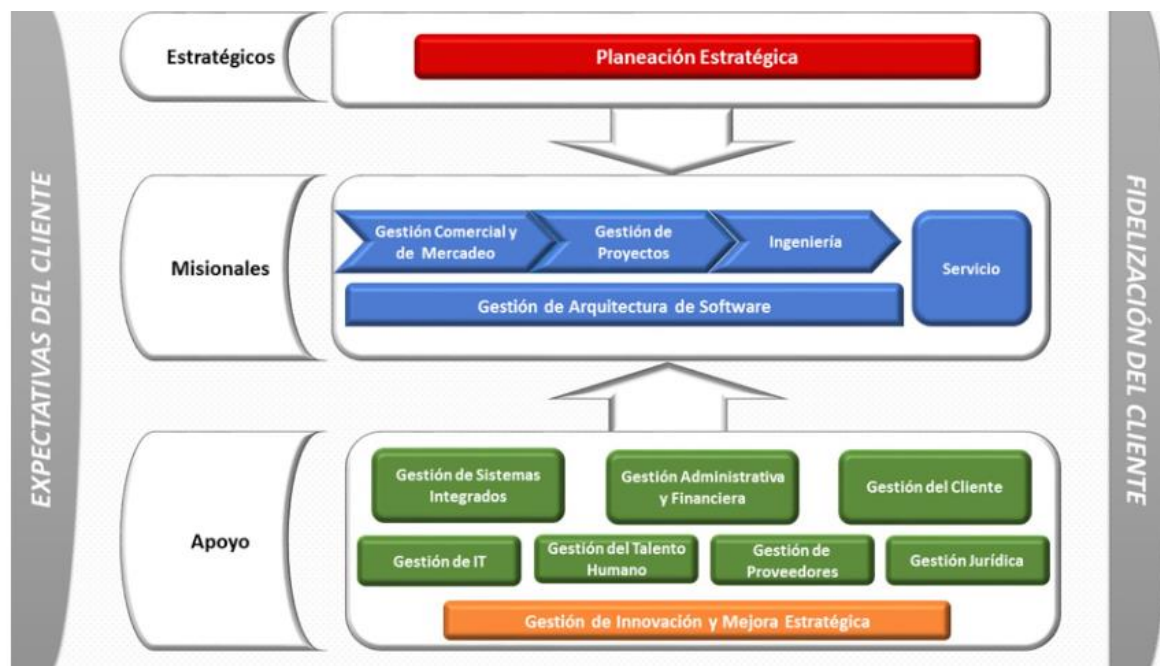 EXPECTATIVAS DEL CLIENTE
Estratégicos
Planeación Estratégica
Misionales
Gestión Comercial y
de Mercadeo
Gestión de
Proyectos
Ingeniería
Servicio
Gestión de Arquitectura de Software
Apoyo
Gestión de Sistemas
Integrados
Gestión Administrativa
y Financiera
Gestión del Cliente
Gestión de IT
Gestión del Talento
Humano
Gestión de
Proveedores
Gestión Jurídica
Gestión de Innovación y Mejora Estratégica
FIDELIZACIÓN DEL CLIENTE